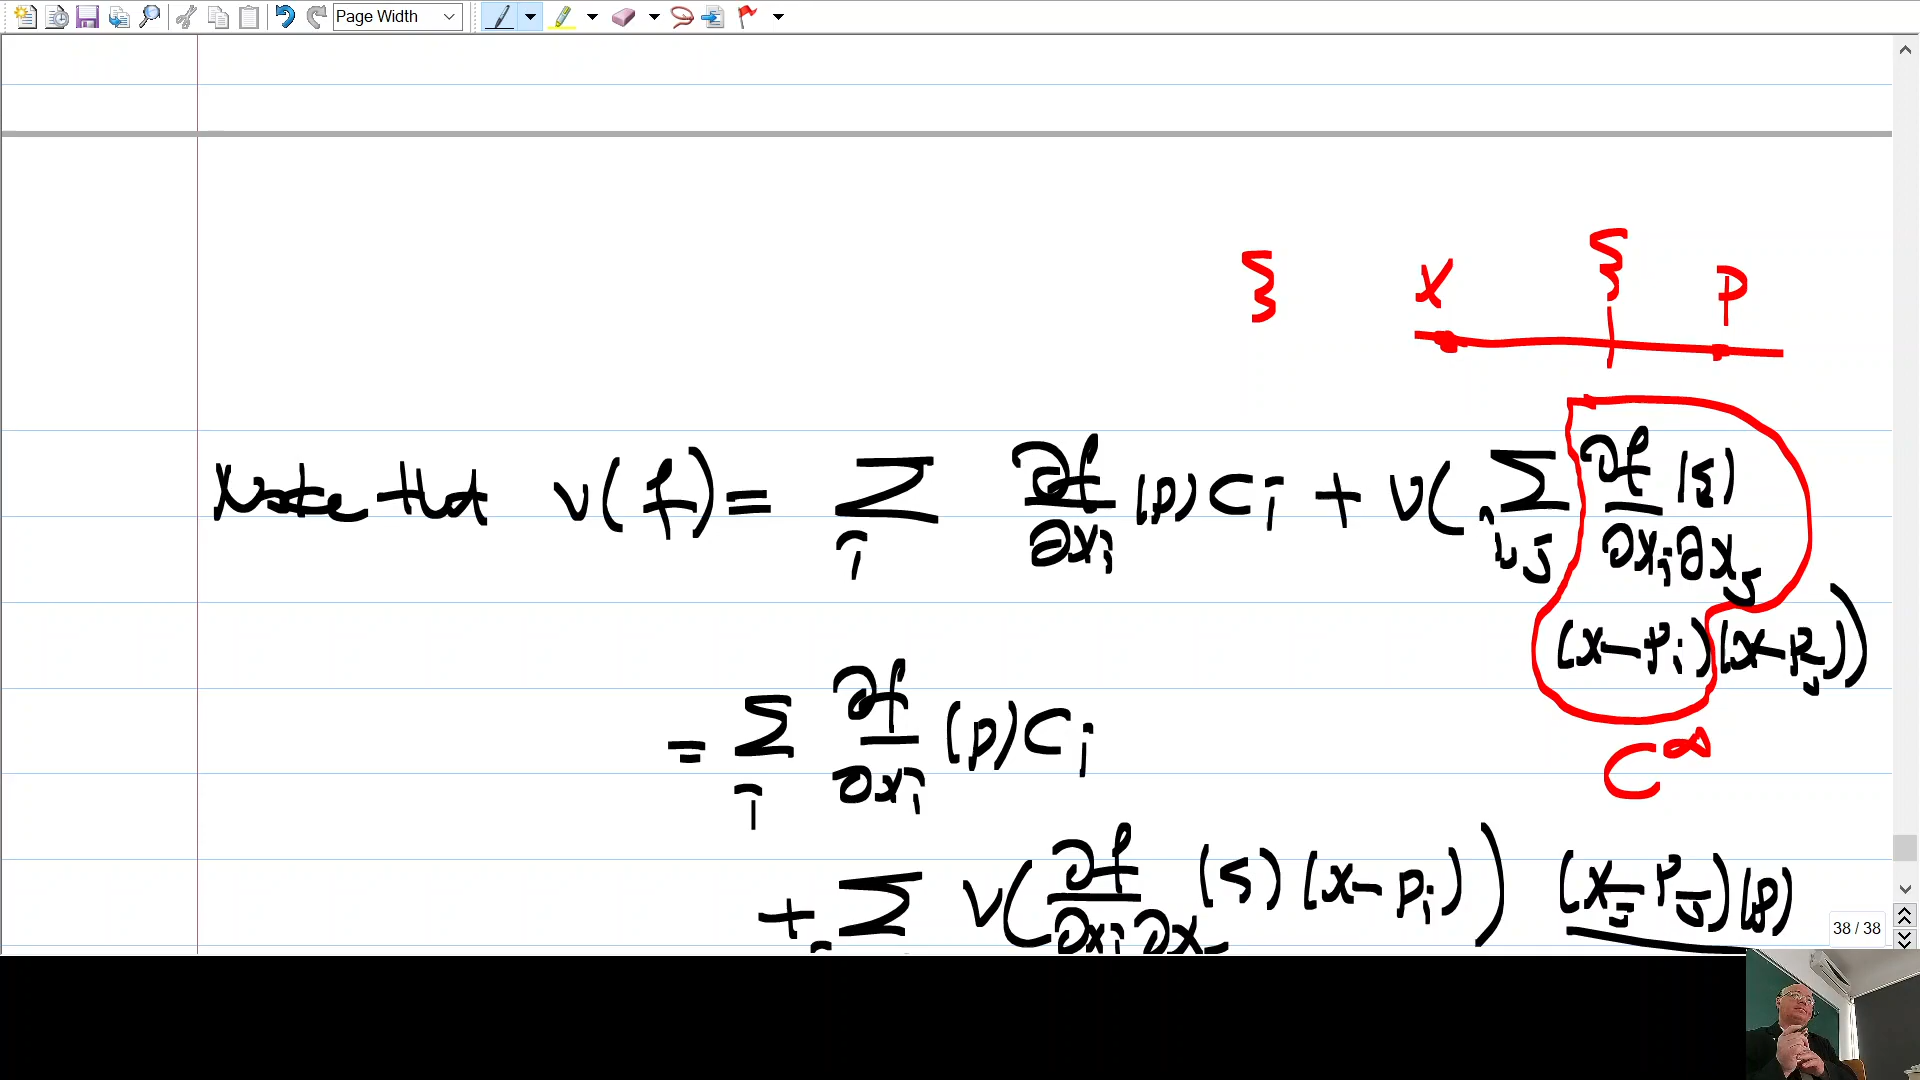 Page Width
ξ x ξ p
Note that v(f) = Σ_i ∂f/∂x_i (p) C_i + v( Σ_{i,j} ∂f/∂x_i∂x_j (ξ)
(x-p_i)(x-p_j))
= Σ_i ∂f/∂x_i (p) C_i
C^∞
+ Σ v( ∂f/∂x_i∂x_j (ξ)(x-p_i)) (x_j-p_j)(p)
38 / 38